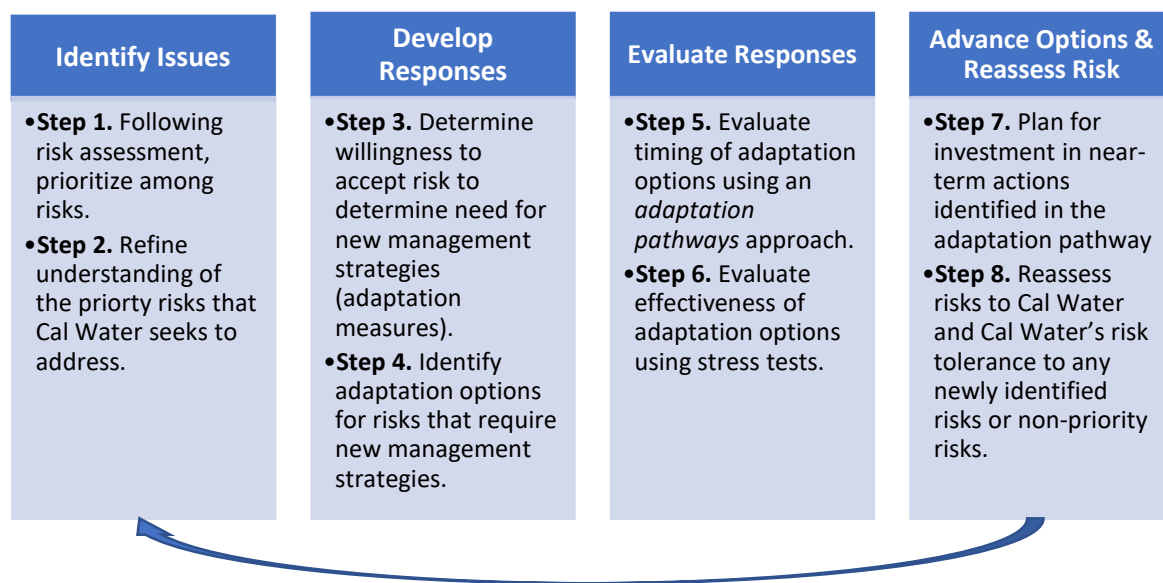 Identify Issues
•Step 1. Following
risk assessment,
prioritize among
risks.
•Step 2. Refine
understanding of
the priorty risks that
Cal Water seeks to
address.
Develop
Responses
•Step 3. Determine
willingness to
accept risk to
determine need for
new management
strategies
(adaptation
measures).
•Step 4. Identify
adaptation options
for risks that require
new management
strategies.
Evaluate Responses
•Step 5. Evaluate
timing of adaptation
options using an
adaptation
pathways approach.
•Step 6. Evaluate
effectiveness of
adaptation options
using stress tests.
Advance Options &
Reassess Risk
•Step 7. Plan for
investment in near-
term actions
identified in the
adaptation pathway
•Step 8. Reassess
risks to Cal Water
and Cal Water’s risk
tolerance to any
newly identified
risks or non-priority
risks.